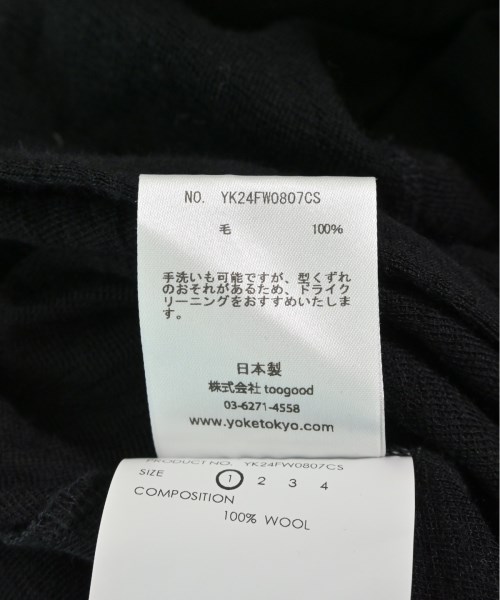 NO. YK24FW0807CS
毛 100%
手洗いも可能ですが、型くずれ
のおそれがあるため、ドライク
リーニングをおすすめいたしま
す。
日本製
株式会社 toogood
03-6271-4558
www.yoketokyo.com
PRODUCT NO. YK24FW0807CS
SIZE 1 2 3 4
COMPOSITION
100% WOOL